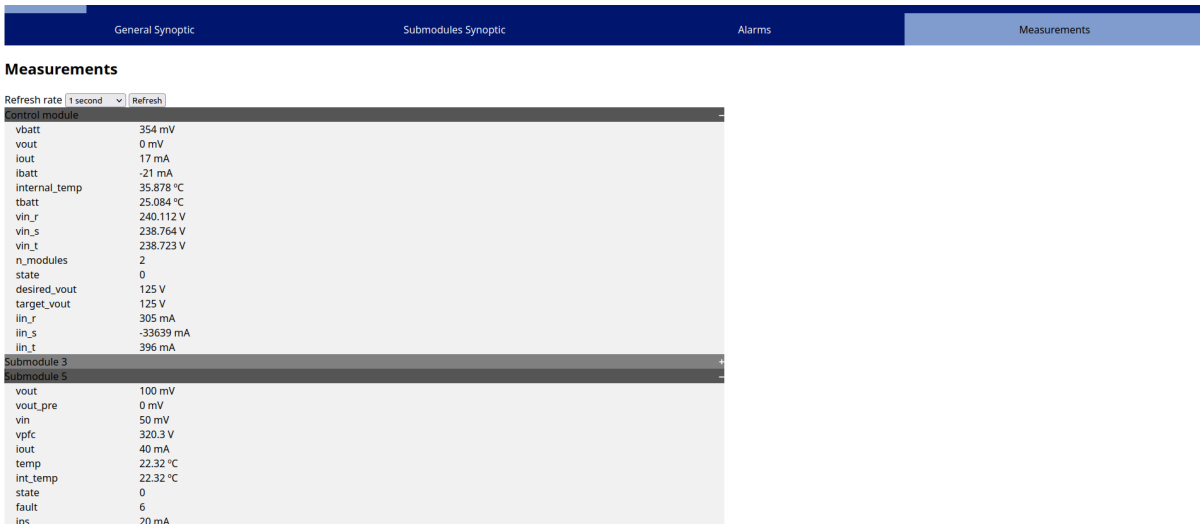 General Synoptic Submodules Synoptic Alarms Measurements
Measurements
Refresh rate 1 second Refresh
Control module −
vbatt 354 mV
vout 0 mV
iout 17 mA
ibatt -21 mA
internal_temp 35.878 ºC
tbatt 25.084 ºC
vin_r 240.112 V
vin_s 238.764 V
vin_t 238.723 V
n_modules 2
state 0
desired_vout 125 V
target_vout 125 V
iin_r 305 mA
iin_s -33639 mA
iin_t 396 mA
Submodule 3 +
Submodule 5 −
vout 100 mV
vout_pre 0 mV
vin 50 mV
vpfc 320.3 V
iout 40 mA
temp 22.32 ºC
int_temp 22.32 ºC
state 0
fault 6
ips 20 mA